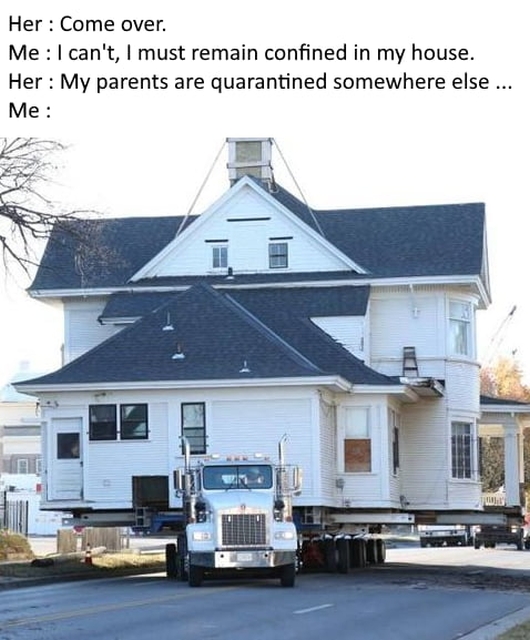 Her : Come over.
Me : I can't, I must remain confined in my house.
Her : My parents are quarantined somewhere else ...
Me :